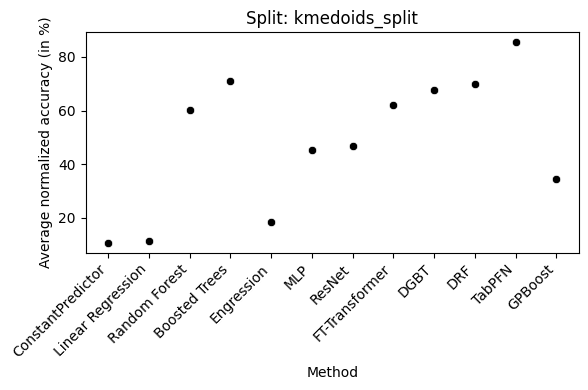 Split: kmedoids_split
Average normalized accuracy (in %)
80
60
40
20
ConstantPredictor
Linear Regression
Random Forest
Boosted Trees
Engression
MLP
ResNet
FT-Transformer
DGBT
DRF
TabPFN
GPBoost
Method